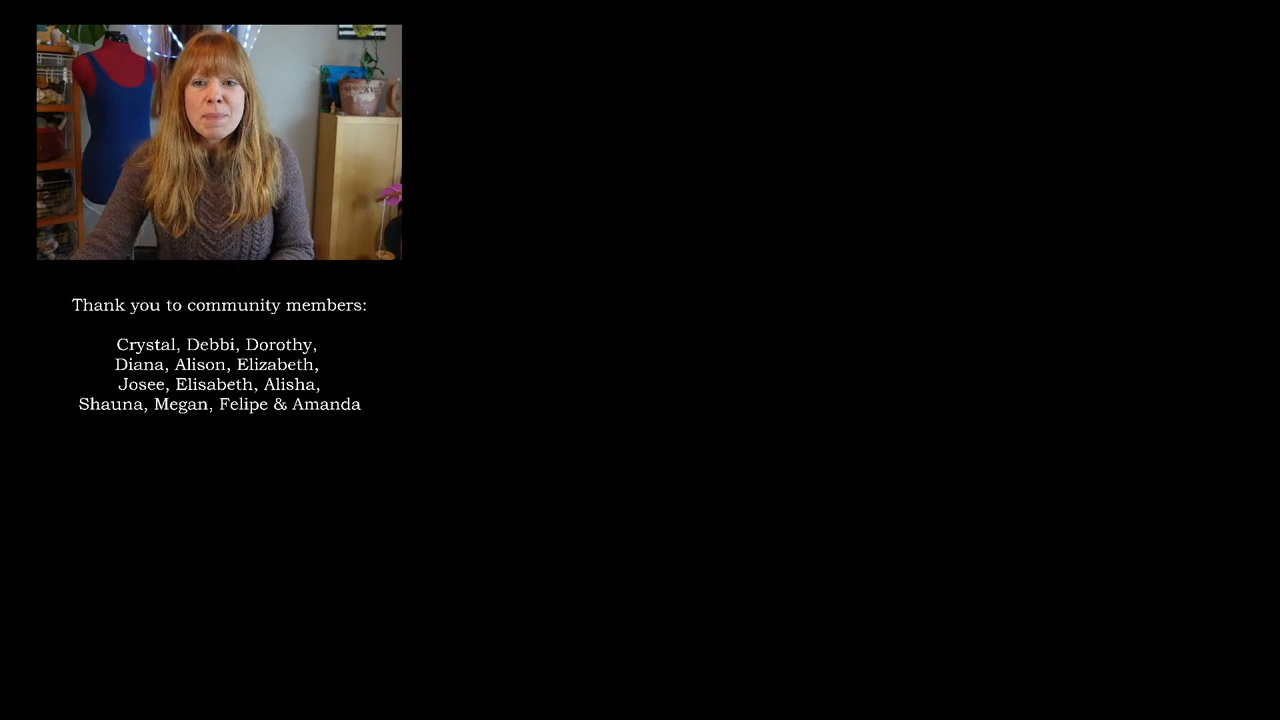 Thank you to community members:
Crystal, Debbi, Dorothy,
Diana, Alison, Elizabeth,
Josee, Elisabeth, Alisha,
Shauna, Megan, Felipe & Amanda